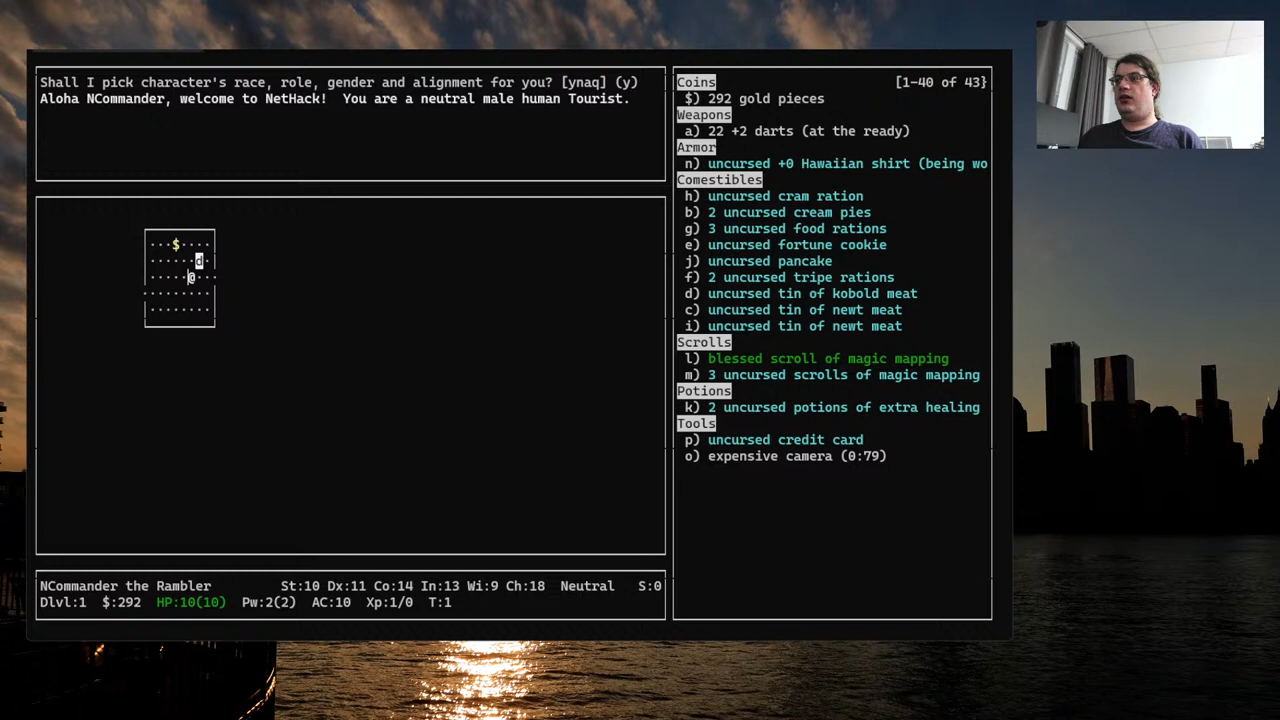 Shall I pick character's race, role, gender and alignment for you? [ynaq] (y)
Aloha NCommander, welcome to NetHack!  You are a neutral male human Tourist.
···$····
······d·
·····@···
·········
········
NCommander the Rambler St:10 Dx:11 Co:14 In:13 Wi:9 Ch:18 Neutral S:0
Dlvl:1 $:292 HP:10(10) Pw:2(2) AC:10 Xp:1/0 T:1
Coins [1-40 of 43}
$) 292 gold pieces
Weapons
a) 22 +2 darts (at the ready)
Armor
n) uncursed +0 Hawaiian shirt (being wo
Comestibles
h) uncursed cram ration
b) 2 uncursed cream pies
g) 3 uncursed food rations
e) uncursed fortune cookie
j) uncursed pancake
f) 2 uncursed tripe rations
d) uncursed tin of kobold meat
c) uncursed tin of newt meat
i) uncursed tin of newt meat
Scrolls
l) blessed scroll of magic mapping
m) 3 uncursed scrolls of magic mapping
Potions
k) 2 uncursed potions of extra healing
Tools
p) uncursed credit card
o) expensive camera (0:79)